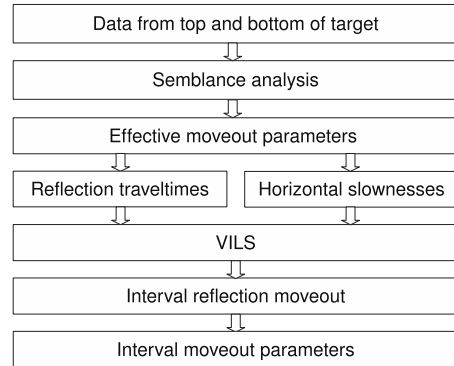 Data from top and bottom of target
Semblance analysis
Effective moveout parameters
Reflection traveltimes
Horizontal slownesses
VILS
Interval reflection moveout
Interval moveout parameters